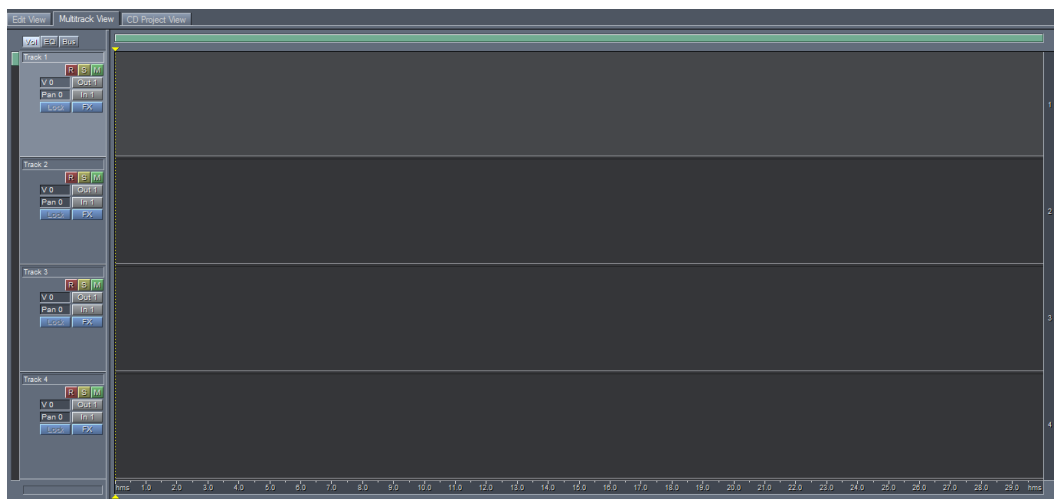 Edit View Multitrack View CD Project View
Vol EQ Bus
Track 1
R S M
V 0 Out 1
Pan 0 In 1
Lock FX
1
Track 2
R S M
V 0 Out 1
Pan 0 In 1
Lock FX
2
Track 3
R S M
V 0 Out 1
Pan 0 In 1
Lock FX
3
Track 4
R S M
V 0 Out 1
Pan 0 In 1
Lock FX
4
hms 1.0 2.0 3.0 4.0 5.0 6.0 7.0 8.0 9.0 10.0 11.0 12.0 13.0 14.0 15.0 16.0 17.0 18.0 19.0 20.0 21.0 22.0 23.0 24.0 25.0 26.0 27.0 28.0 29.0 hms